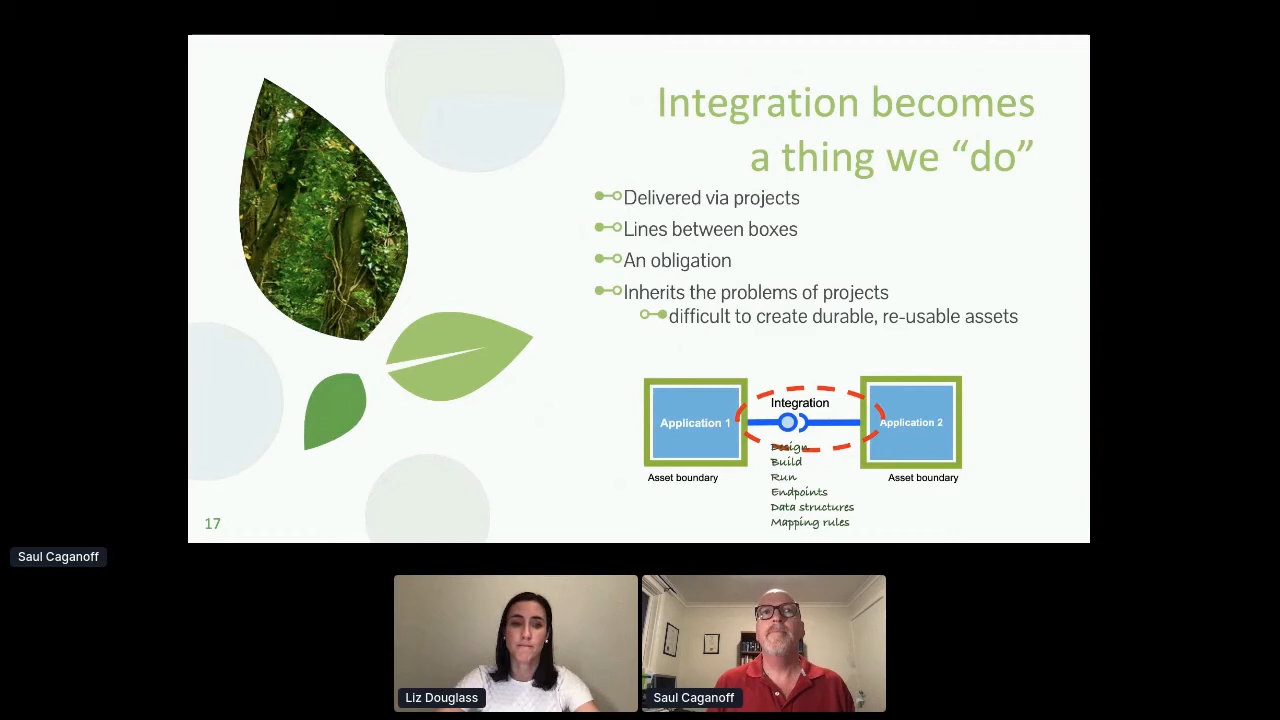 Integration becomes
a thing we “do”
Delivered via projects
Lines between boxes
An obligation
Inherits the problems of projects
difficult to create durable, re-usable assets
Integration
Application 1
Application 2
Design
Build
Run
Endpoints
Data structures
Mapping rules
Asset boundary
Asset boundary
17
Saul Caganoff
Liz Douglass
Saul Caganoff